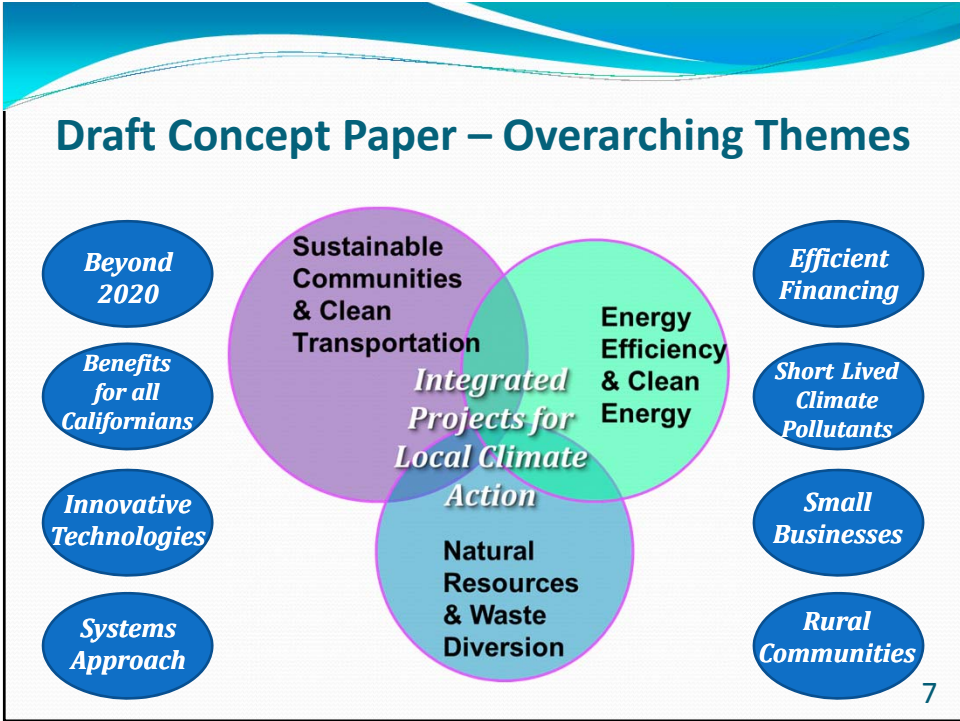 Draft Concept Paper – Overarching Themes
Beyond
2020
Benefits
for all
Californians
Innovative
Technologies
Systems
Approach
Sustainable
Communities
& Clean
Transportation
Energy
Efficiency
& Clean
Energy
Integrated
Projects for
Local Climate
Action
Natural
Resources
& Waste
Diversion
Efficient
Financing
Short Lived
Climate
Pollutants
Small
Businesses
Rural
Communities
7